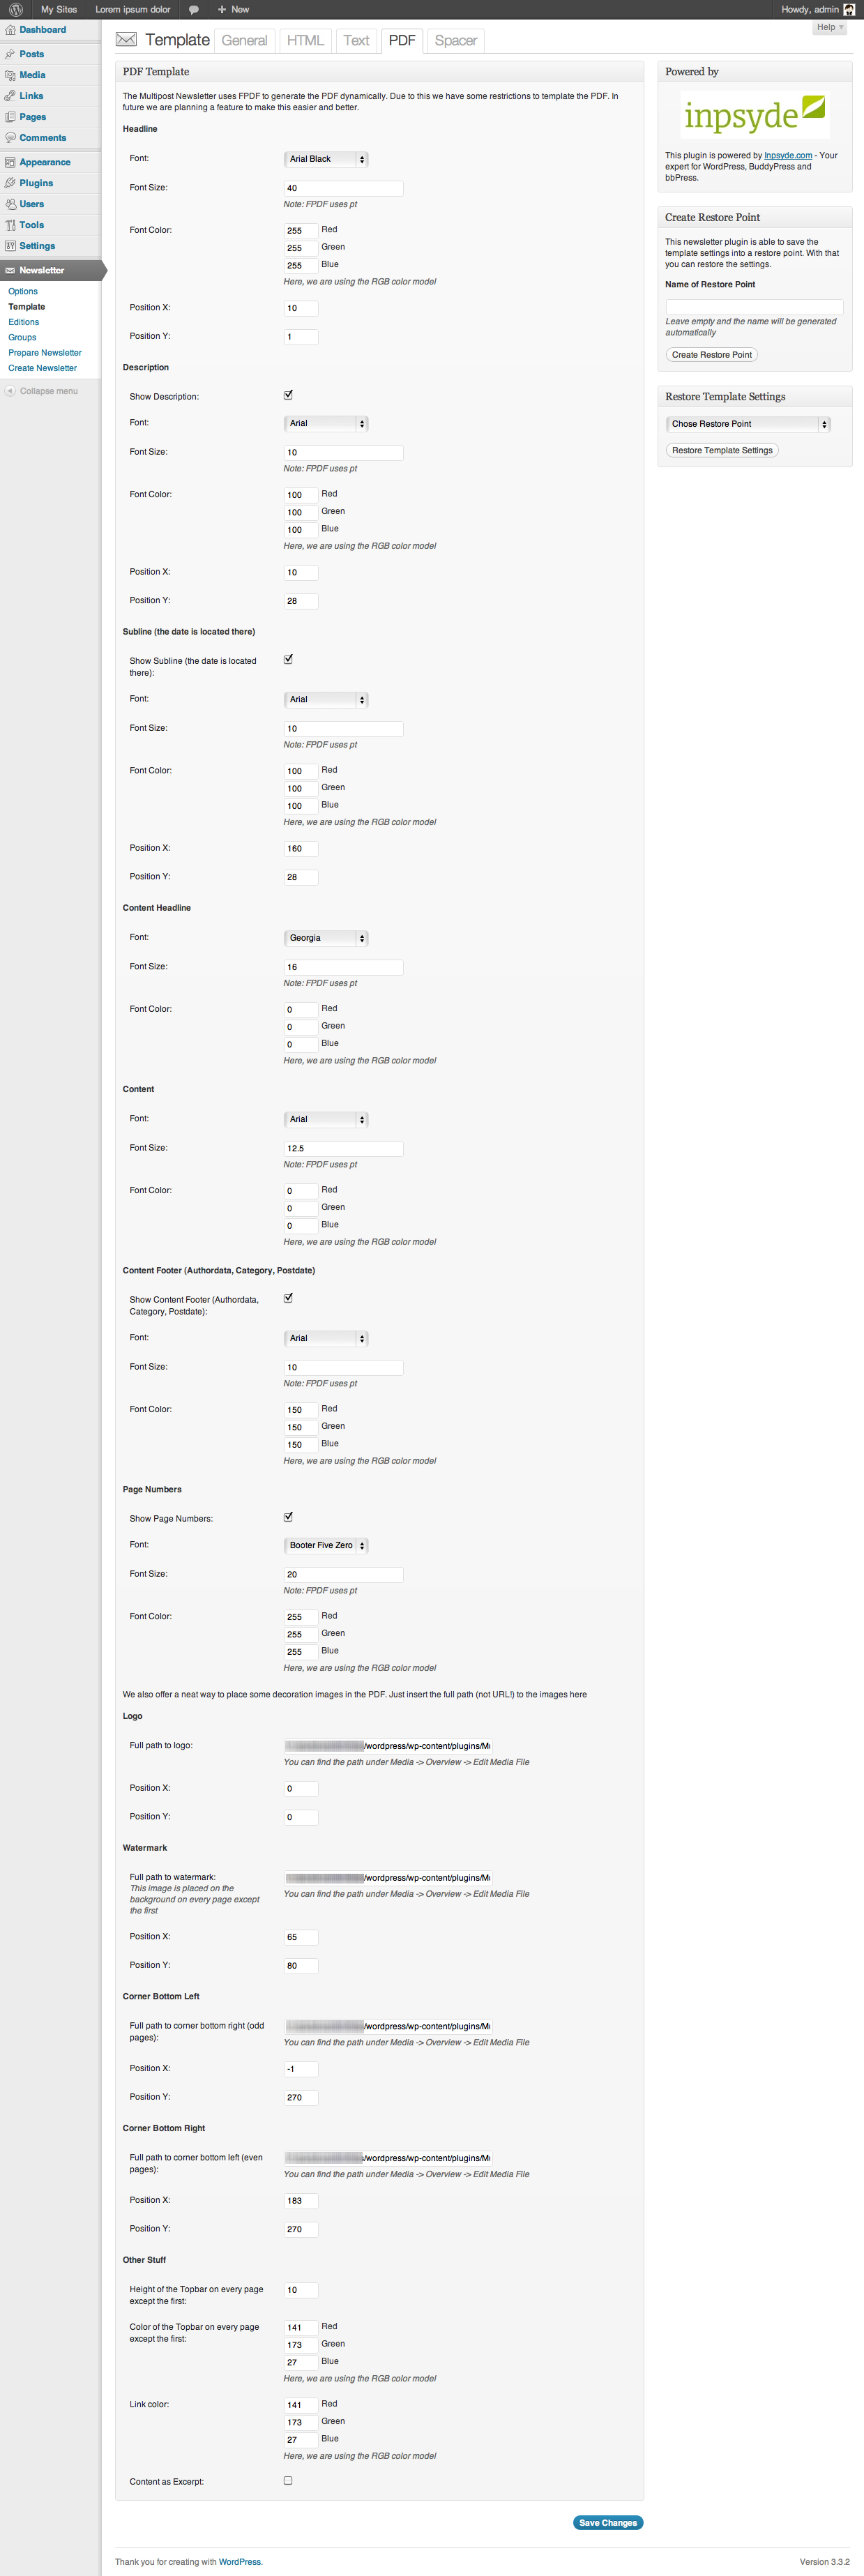 My Sites Lorem ipsum dolor + New Howdy, admin
Help
Dashboard
Posts
Media
Links
Pages
Comments
Appearance
Plugins
Users
Tools
Settings
Newsletter
Options
Template
Editions
Groups
Prepare Newsletter
Create Newsletter
Collapse menu
Template General HTML Text PDF Spacer
PDF Template
The Multipost Newsletter uses FPDF to generate the PDF dynamically. Due to this we have some restrictions to template the PDF. In
future we are planning a feature to make this easier and better.
Headline
Font: Arial Black
Font Size: 40
Note: FPDF uses pt
Font Color: 255 Red
255 Green
255 Blue
Here, we are using the RGB color model
Position X: 10
Position Y: 1
Description
Show Description:
Font: Arial
Font Size: 10
Note: FPDF uses pt
Font Color: 100 Red
100 Green
100 Blue
Here, we are using the RGB color model
Position X: 10
Position Y: 28
Subline (the date is located there)
Show Subline (the date is located
there):
Font: Arial
Font Size: 10
Note: FPDF uses pt
Font Color: 100 Red
100 Green
100 Blue
Here, we are using the RGB color model
Position X: 160
Position Y: 28
Content Headline
Font: Georgia
Font Size: 16
Note: FPDF uses pt
Font Color: 0 Red
0 Green
0 Blue
Here, we are using the RGB color model
Content
Font: Arial
Font Size: 12.5
Note: FPDF uses pt
Font Color: 0 Red
0 Green
0 Blue
Here, we are using the RGB color model
Content Footer (Authordata, Category, Postdate)
Show Content Footer (Authordata,
Category, Postdate):
Font: Arial
Font Size: 10
Note: FPDF uses pt
Font Color: 150 Red
150 Green
150 Blue
Here, we are using the RGB color model
Page Numbers
Show Page Numbers:
Font: Booter Five Zero
Font Size: 20
Note: FPDF uses pt
Font Color: 255 Red
255 Green
255 Blue
Here, we are using the RGB color model
We also offer a neat way to place some decoration images in the PDF. Just insert the full path (not URL!) to the images here
Logo
Full path to logo: /wordpress/wp-content/plugins/M
You can find the path under Media -> Overview -> Edit Media File
Position X: 0
Position Y: 0
Watermark
Full path to watermark: /wordpress/wp-content/plugins/M
This image is placed on the
background on every page except
the first
You can find the path under Media -> Overview -> Edit Media File
Position X: 65
Position Y: 80
Corner Bottom Left
Full path to corner bottom right (odd
pages): /wordpress/wp-content/plugins/M
You can find the path under Media -> Overview -> Edit Media File
Position X: -1
Position Y: 270
Corner Bottom Right
Full path to corner bottom left (even
pages): /wordpress/wp-content/plugins/M
You can find the path under Media -> Overview -> Edit Media File
Position X: 183
Position Y: 270
Other Stuff
Height of the Topbar on every page
except the first: 10
Color of the Topbar on every page
except the first: 141 Red
173 Green
27 Blue
Here, we are using the RGB color model
Link color: 141 Red
173 Green
27 Blue
Here, we are using the RGB color model
Content as Excerpt:
Save Changes
Powered by
inpsyde
This plugin is powered by Inpsyde.com - Your
expert for WordPress, BuddyPress and
bbPress.
Create Restore Point
This newsletter plugin is able to save the
template settings into a restore point. With that
you can restore the settings.
Name of Restore Point
Leave empty and the name will be generated
automatically
Create Restore Point
Restore Template Settings
Chose Restore Point
Restore Template Settings
Thank you for creating with WordPress. Version 3.3.2